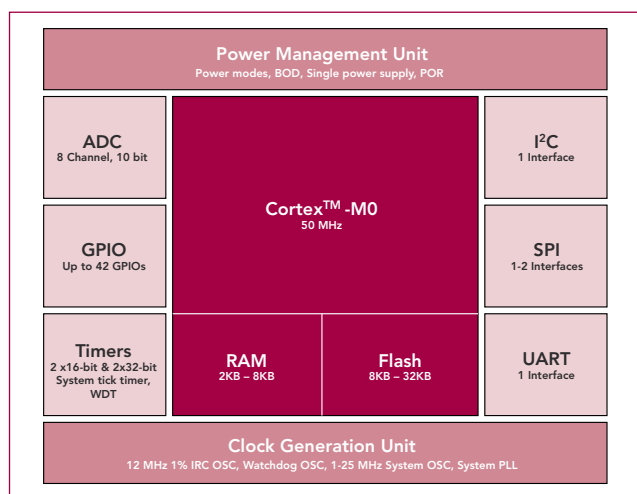 Power Management Unit
Power modes, BOD, Single power supply, POR
ADC
8 Channel, 10 bit
Cortex™ -M0
50 MHz
I²C
1 Interface
GPIO
Up to 42 GPIOs
SPI
1-2 Interfaces
Timers
2 x16-bit & 2x32-bit
System tick timer,
WDT
RAM
2KB – 8KB
Flash
8KB – 32KB
UART
1 Interface
Clock Generation Unit
12 MHz 1% IRC OSC, Watchdog OSC, 1-25 MHz System OSC, System PLL